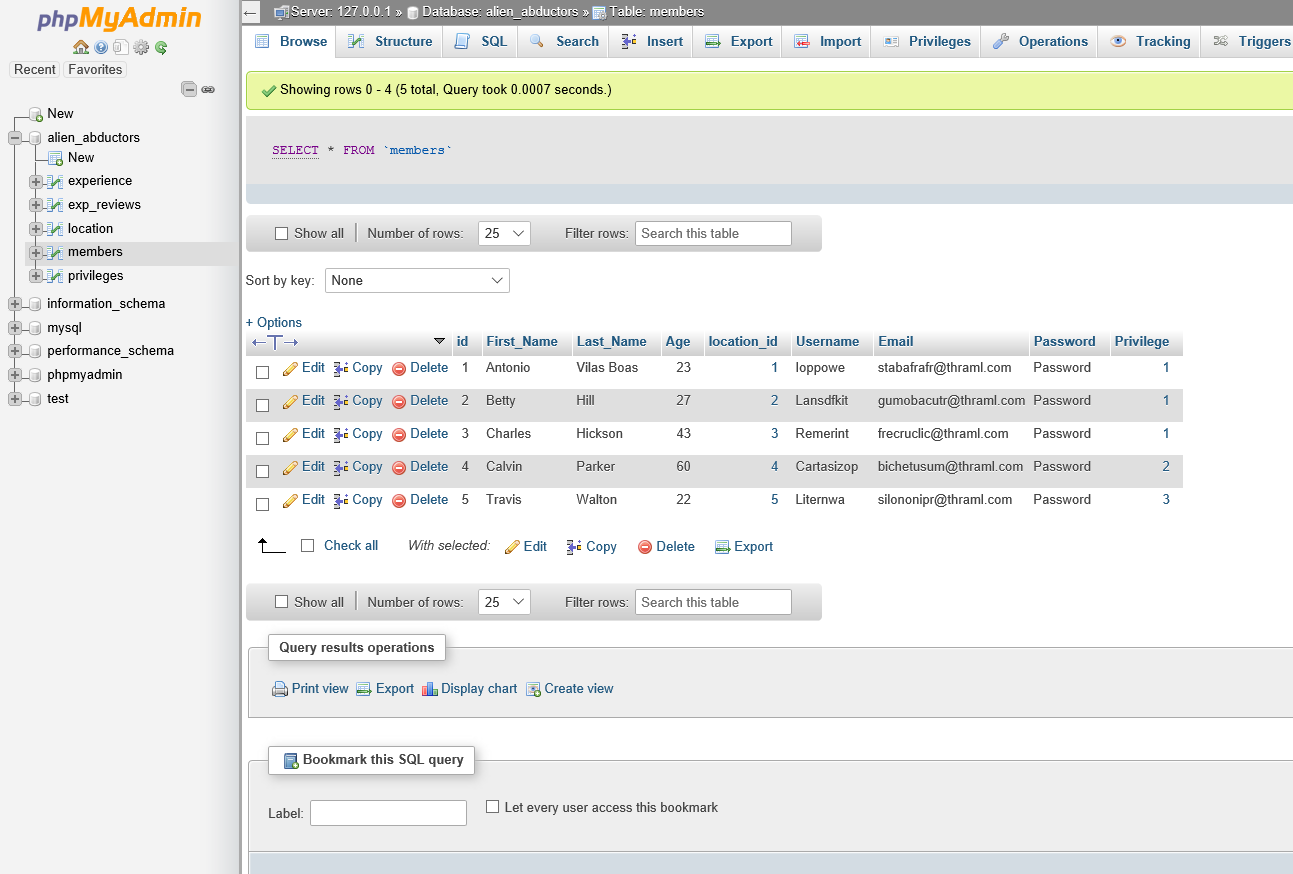 phpMyAdmin
Recent Favorites
New
alien_abductors
New
experience
exp_reviews
location
members
privileges
information_schema
mysql
performance_schema
phpmyadmin
test
Server: 127.0.0.1 » Database: alien_abductors » Table: members
Browse Structure SQL Search Insert Export Import Privileges Operations Tracking Triggers
Showing rows 0 - 4 (5 total, Query took 0.0007 seconds.)
SELECT * FROM `members`
Show all Number of rows: 25 Filter rows: Search this table
Sort by key: None
+ Options
←T→ id First_Name Last_Name Age location_id Username Email Password Privilege
Edit Copy Delete 1 Antonio Vilas Boas 23 1 loppowe stabafrafr@thraml.com Password 1
Edit Copy Delete 2 Betty Hill 27 2 Lansdfkit gumobacutr@thraml.com Password 1
Edit Copy Delete 3 Charles Hickson 43 3 Remerint frecruclic@thraml.com Password 1
Edit Copy Delete 4 Calvin Parker 60 4 Cartasizop bichetusum@thraml.com Password 2
Edit Copy Delete 5 Travis Walton 22 5 Liternwa silononipr@thraml.com Password 3
Check all With selected: Edit Copy Delete Export
Show all Number of rows: 25 Filter rows: Search this table
Query results operations
Print view Export Display chart Create view
Bookmark this SQL query
Label: Let every user access this bookmark